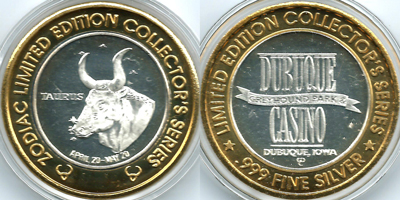 ZODIAC LIMITED EDITION COLLECTOR'S SERIES
TAURUS
APRIL 20-MAY 20
LIMITED EDITION COLLECTOR'S SERIES
DUBUQUE
GREYHOUND PARK &
CASINO
DUBUQUE, IOWA
.999 FINE SILVER